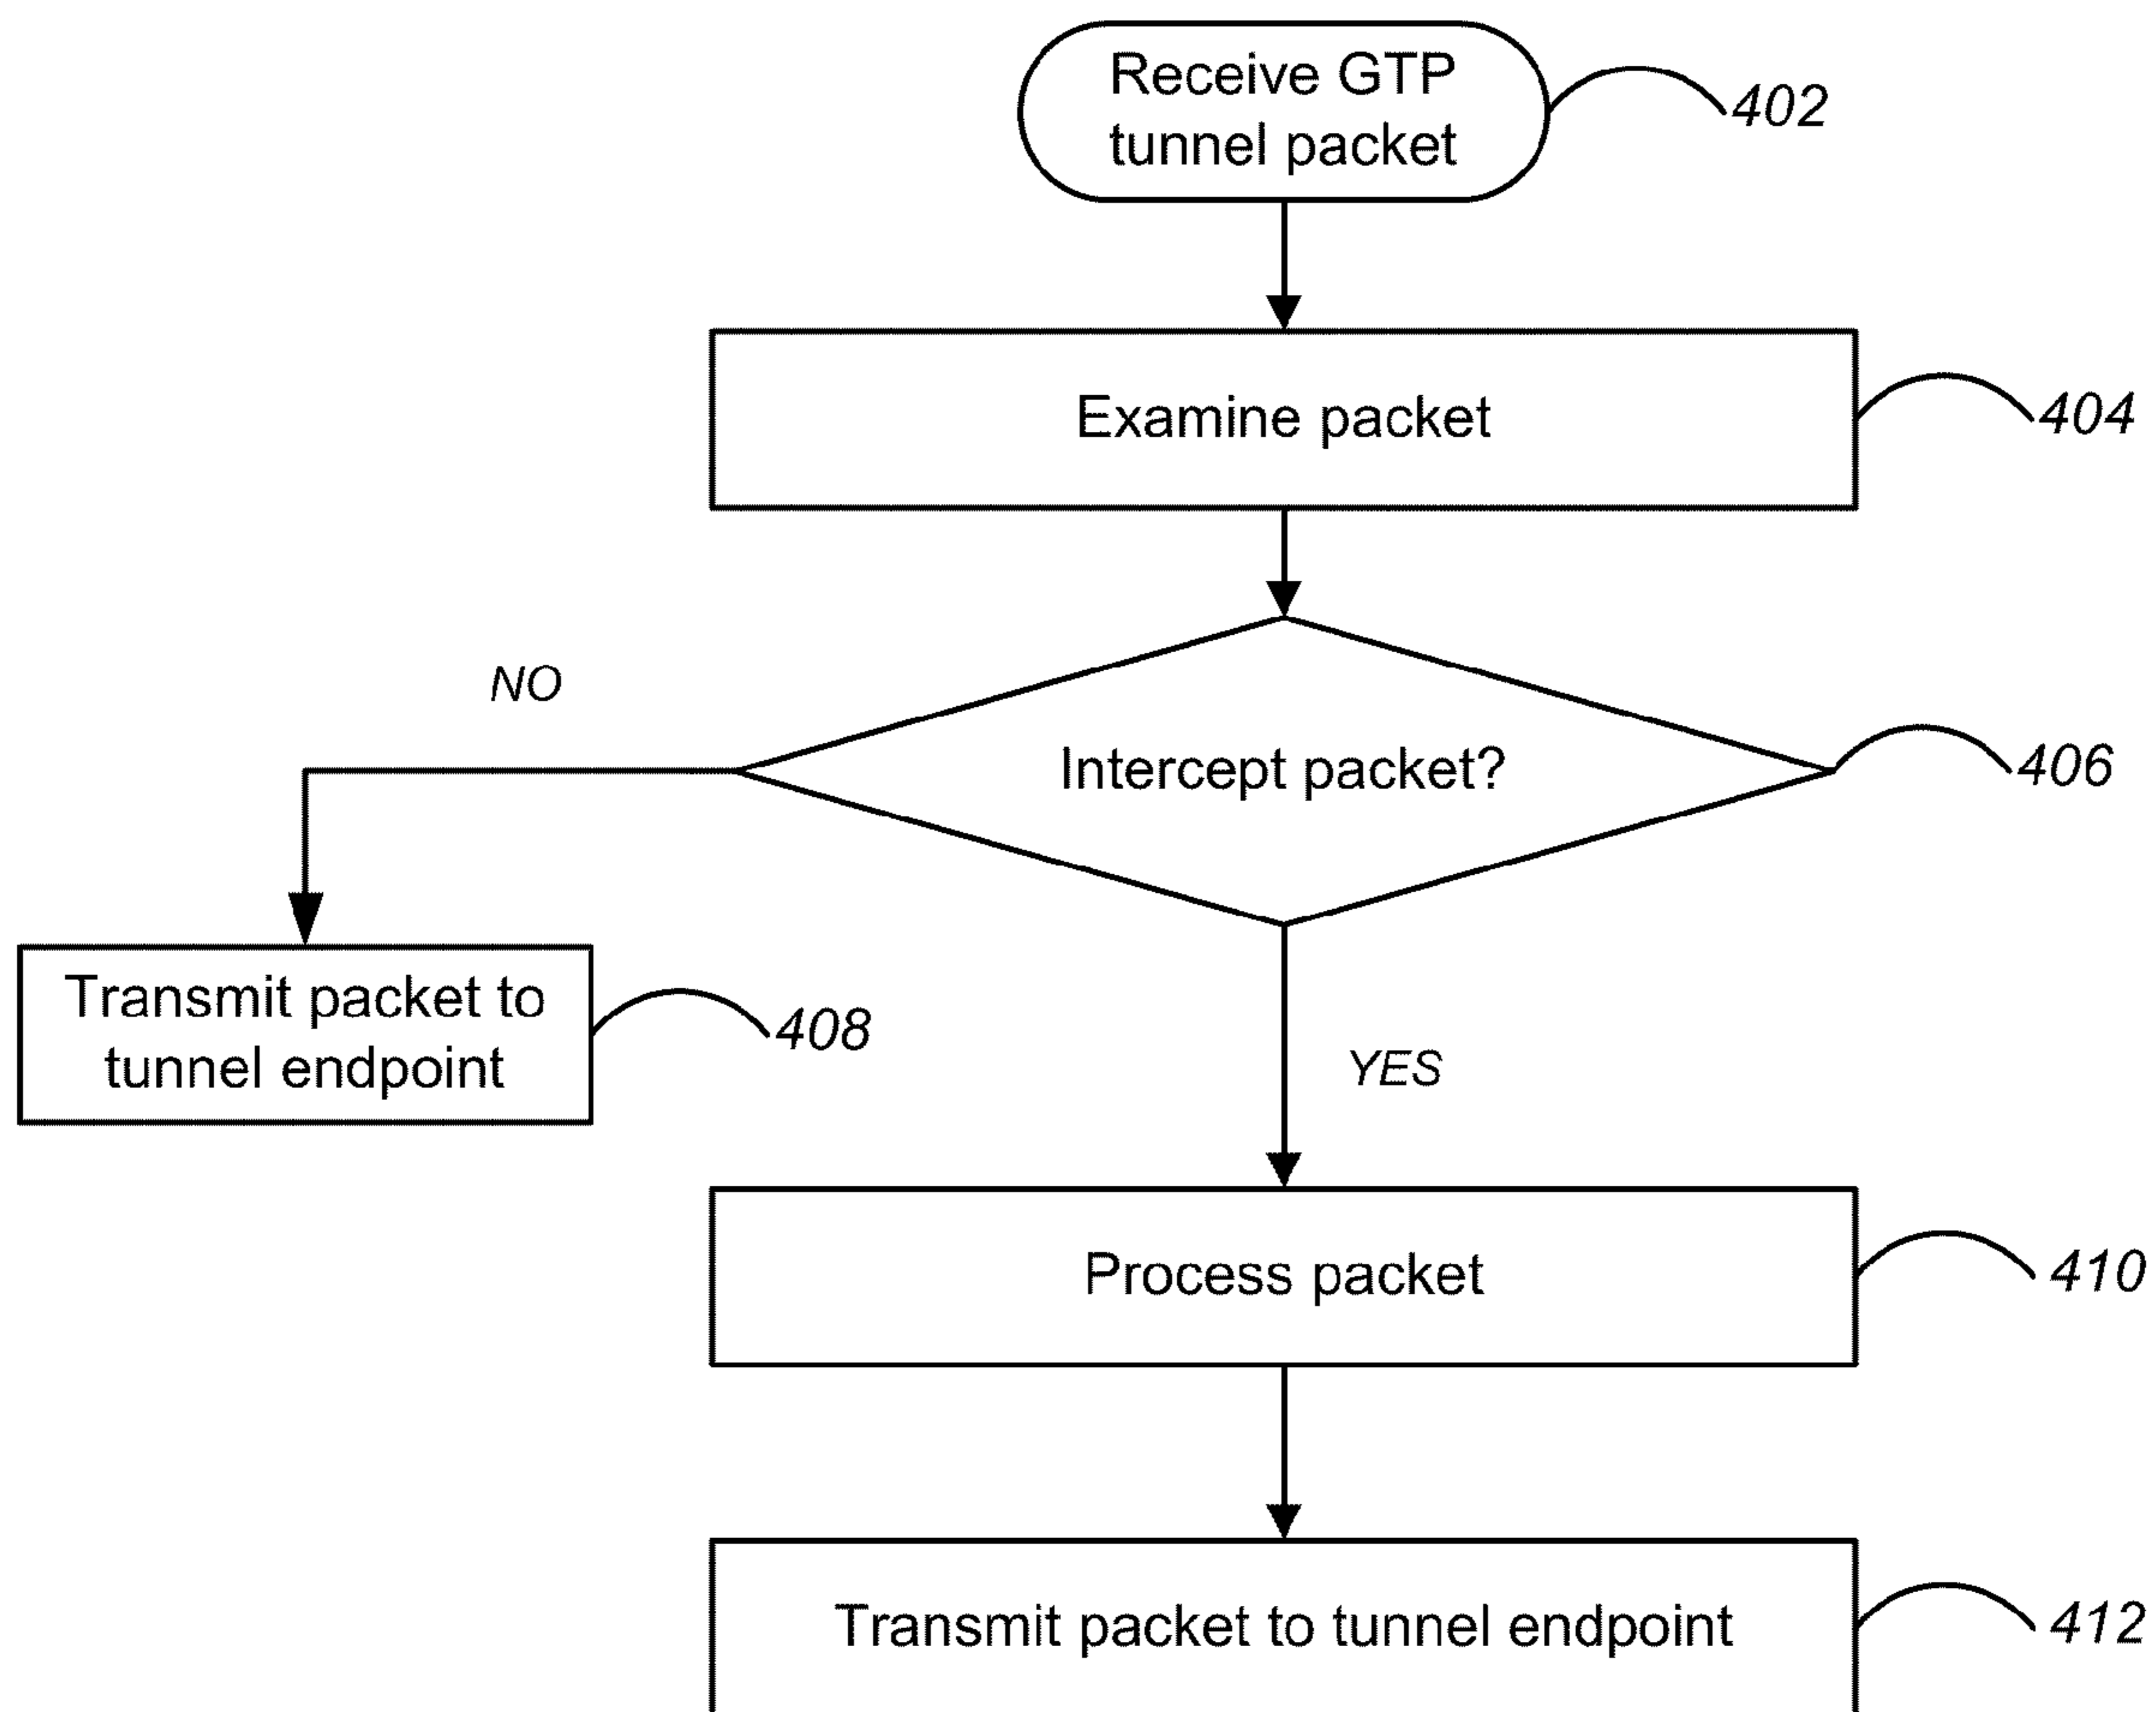 Receive GTP
tunnel packet
402
Examine packet
404
NO
Intercept packet?
406
Transmit packet to
tunnel endpoint
408
YES
Process packet
410
Transmit packet to tunnel endpoint
412